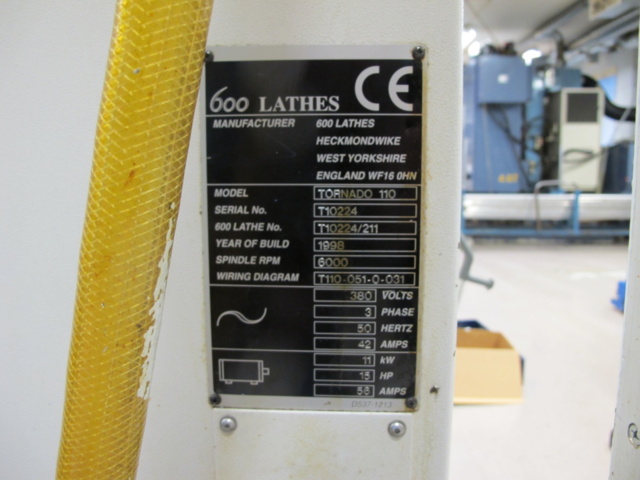 600 LATHES CE
MANUFACTURER 600 LATHES
HECKMONDWIKE
WEST YORKSHIRE
ENGLAND WF16 0HN
MODEL TORNADO 110
SERIAL No. T10224
600 LATHE No. T10224/211
YEAR OF BUILD 1998
SPINDLE RPM 6000
WIRING DIAGRAM T110-051-0-031
380 VOLTS
3 PHASE
50 HERTZ
42 AMPS
11 kW
15 HP
56 AMPS